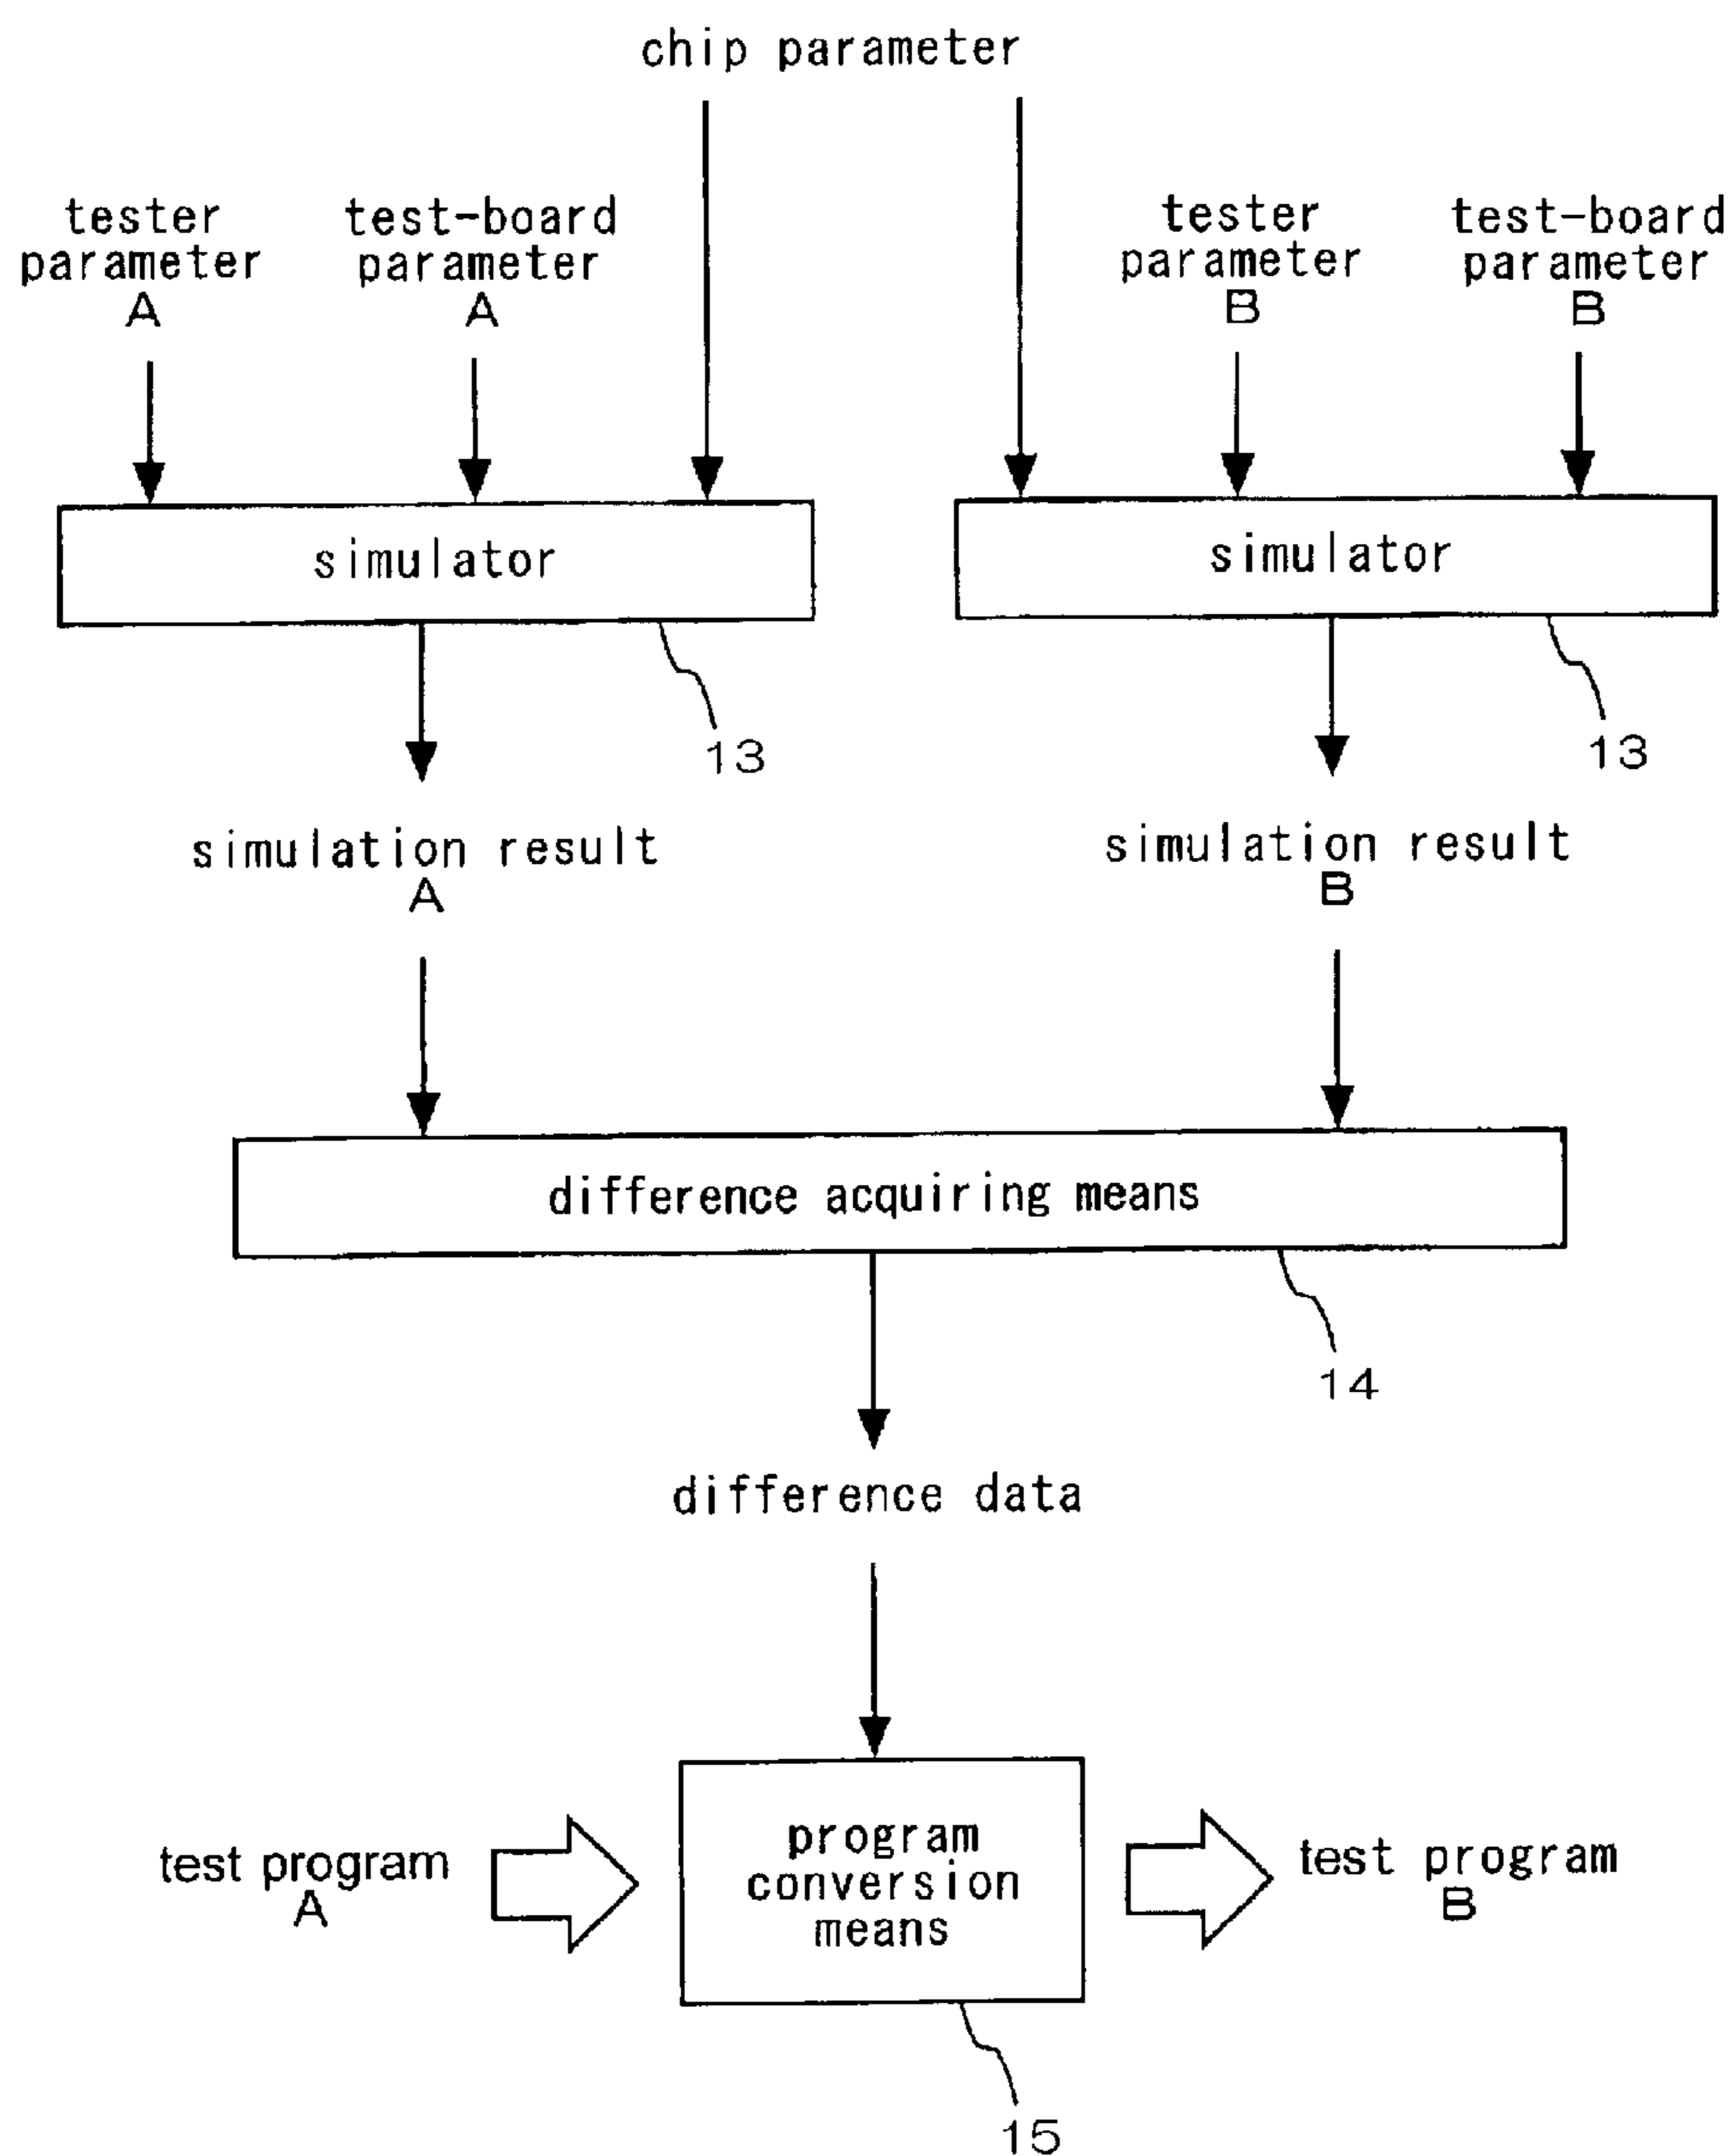 chip parameter
tester
parameter
A
test-board
parameter
A
tester
parameter
B
test-board
parameter
B
simulator
simulator
13
13
simulation result
A
simulation result
B
difference acquiring means
14
difference data
test program
A
program
conversion
means
test program
B
15